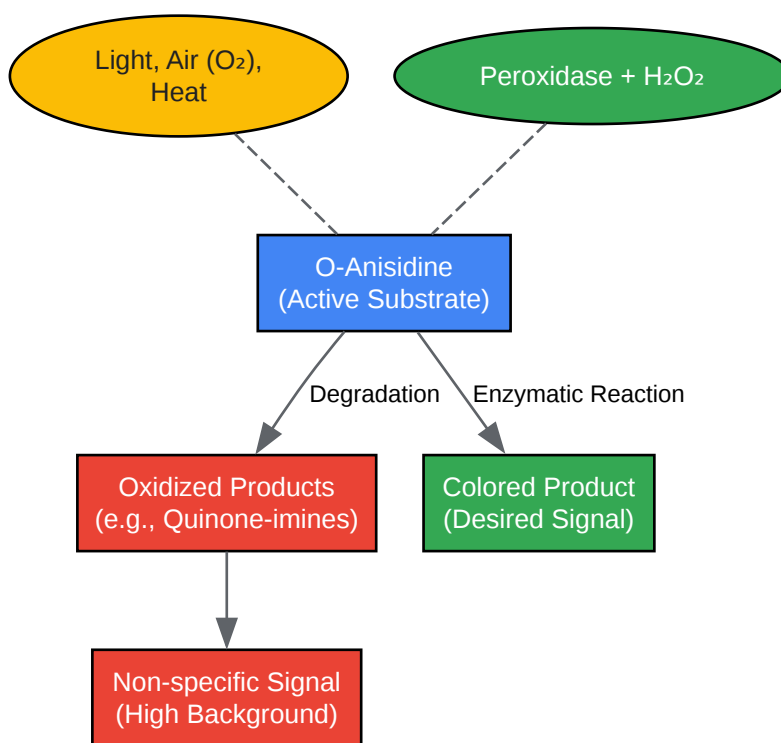 Light, Air (O₂),
Heat
Peroxidase + H₂O₂
O-Anisidine
(Active Substrate)
Degradation
Enzymatic Reaction
Oxidized Products
(e.g., Quinone-imines)
Colored Product
(Desired Signal)
Non-specific Signal
(High Background)